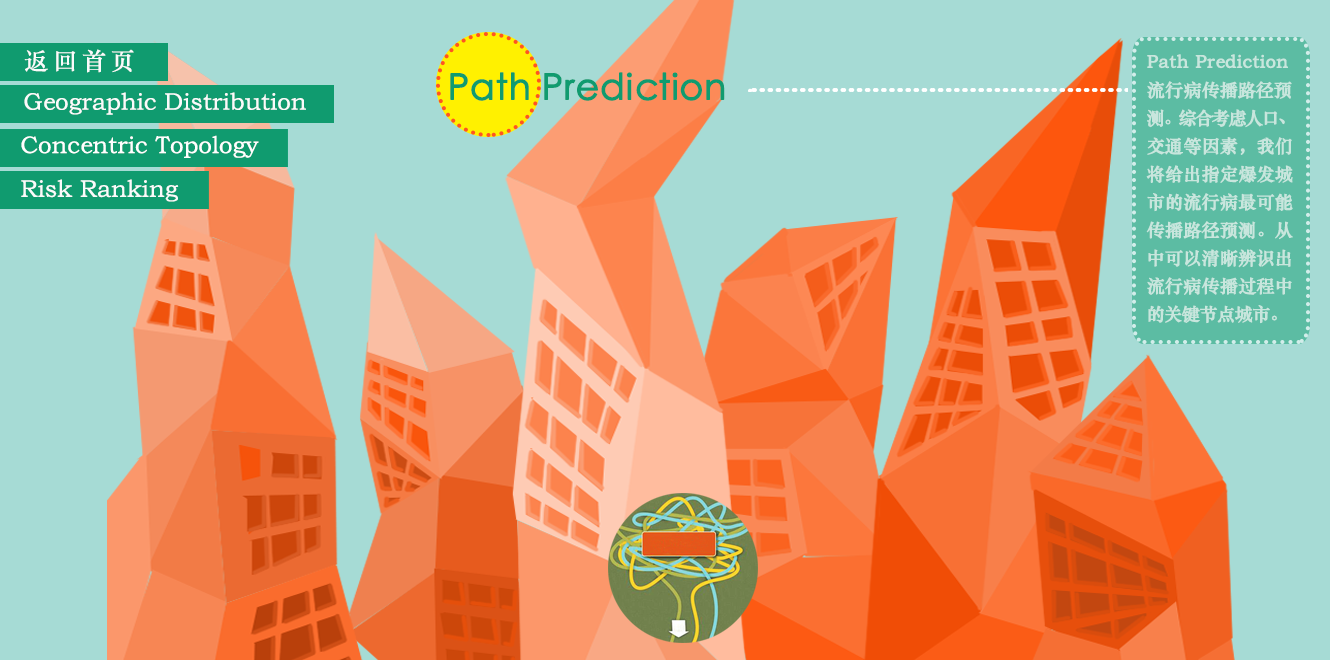 返回首页
Geographic Distribution
Concentric Topology
Risk Ranking
Path Prediction
Path Prediction
流行病传播路径预
测。综合考虑人口、
交通等因素，我们
将给出指定爆发城
市的流行病最可能
传播路径预测。从
中可以清晰辨识出
流行病传播过程中
的关键节点城市。